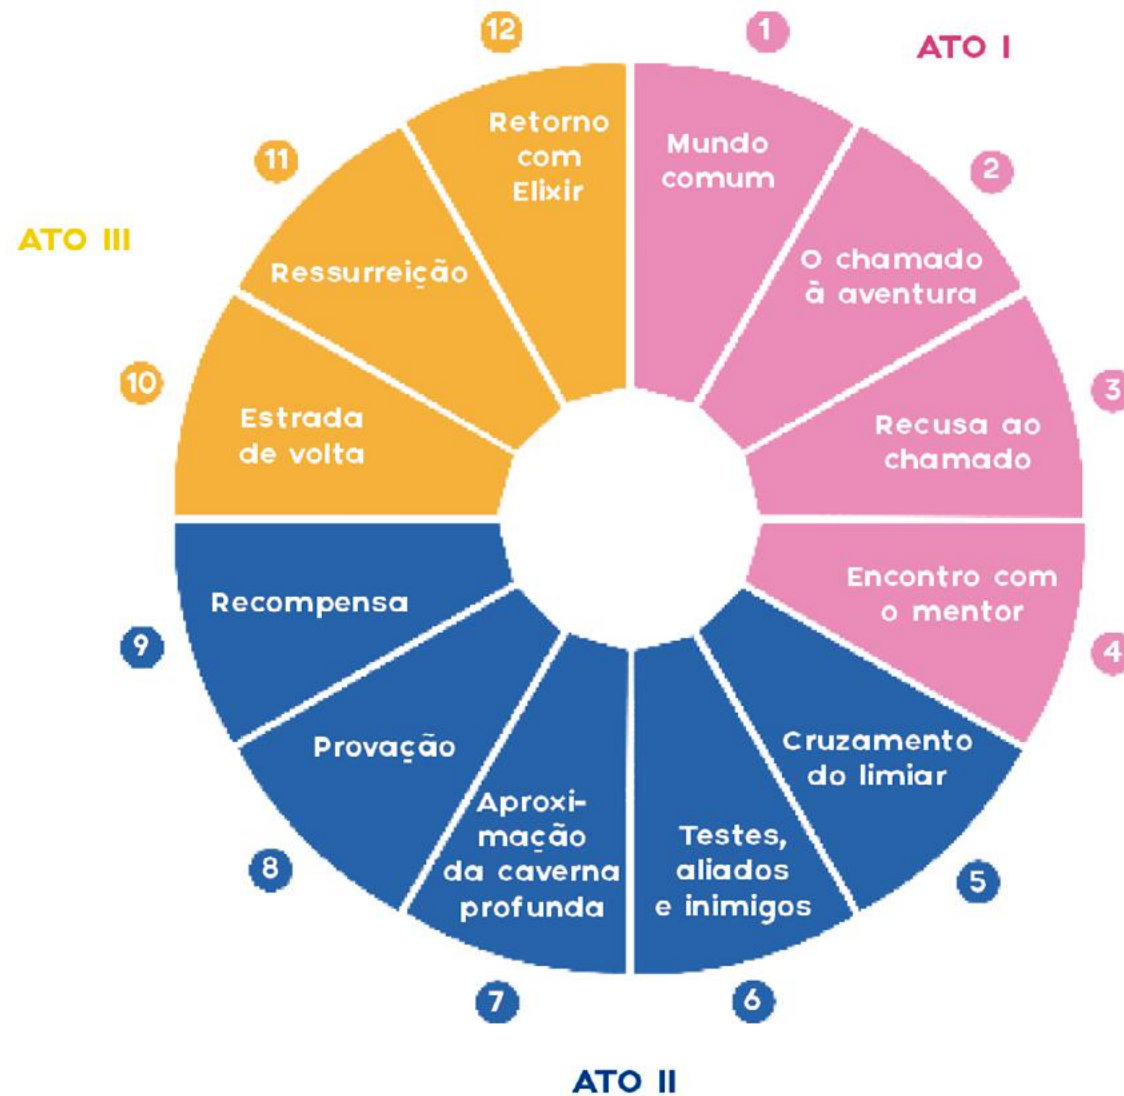 ATO I
1
Mundo
comum
2
O chamado
à aventura
3
Recusa ao
chamado
4
Encontro com
o mentor
ATO II
5
Cruzamento
do limiar
6
Testes,
aliados
e inimigos
7
Aproxi-
mação
da caverna
profunda
8
Provação
9
Recompensa
ATO III
10
Estrada
de volta
11
Ressurreição
12
Retorno
com
Elixir